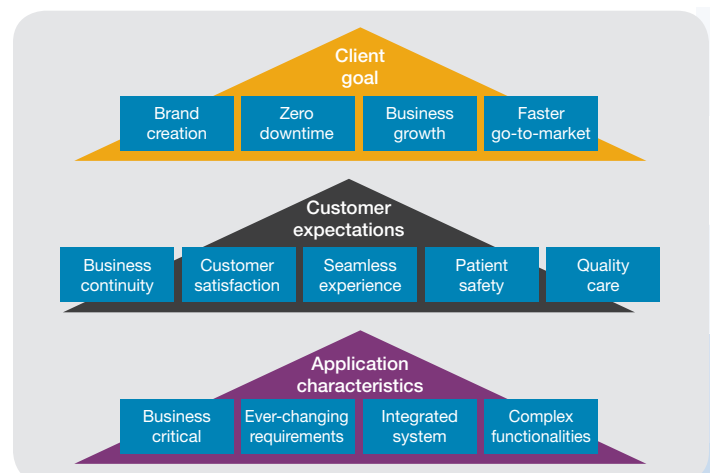 Client
goal
Brand
creation
Zero
downtime
Business
growth
Faster
go-to-market
Customer
expectations
Business
continuity
Customer
satisfaction
Seamless
experience
Patient
safety
Quality
care
Application
characteristics
Business
critical
Ever-changing
requirements
Integrated
system
Complex
functionalities